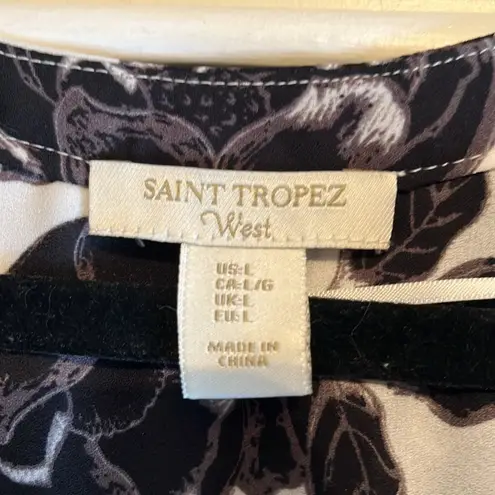 SAINT TROPEZ
West
US: L
CA: L/G
UK: L
EU: L
MADE IN
CHINA